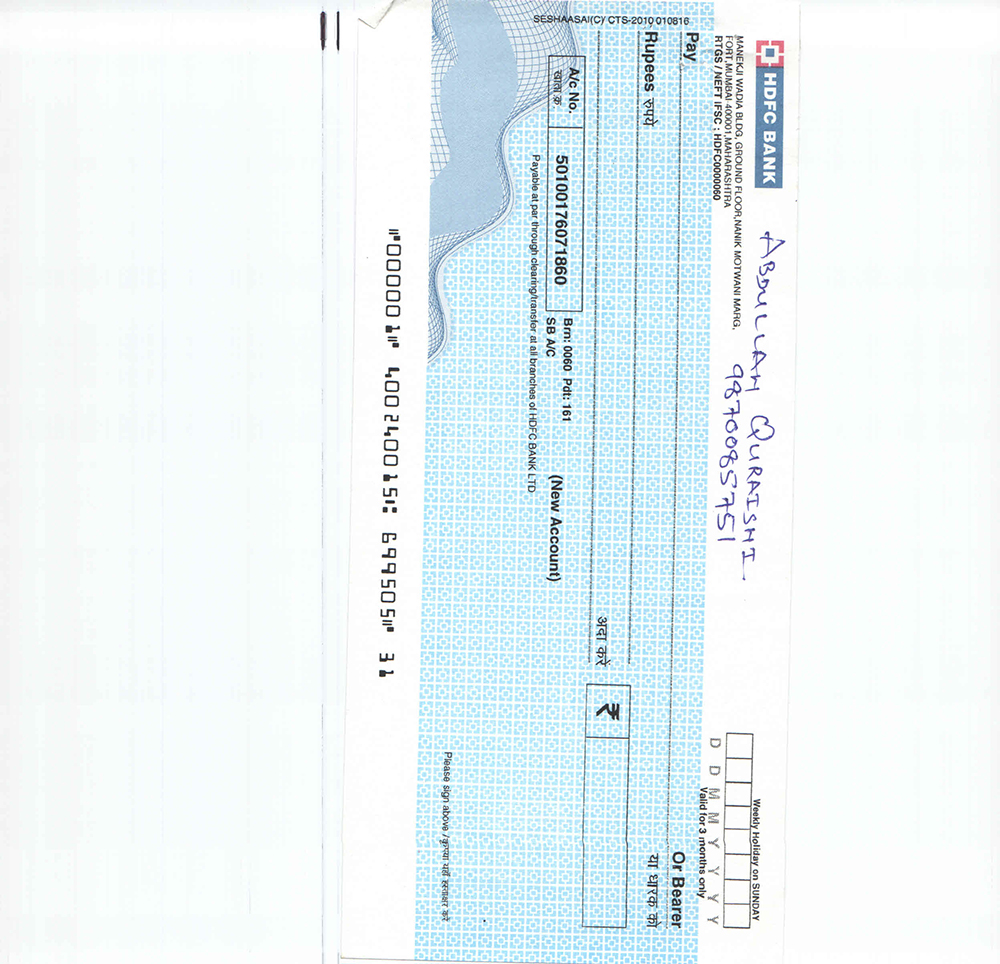 HDFC BANK
MANEKJI WADIA BLDG, GROUND FLOOR,NANIK MOTWANI MARG,
FORT,MUMBAI 400001,MAHARASHTRA
RTGS / NEFT IFSC : HDFC0000060
ABDULLAH QURAISHI
9870085751
Weekly Holiday on SUNDAY
D D M M Y Y Y Y
Valid for 3 months only
Pay
Or Bearer
या धारक को
Rupees रुपये
अदा करें
₹
A/c No.
खाता क्र.
50100176071860
Brn: 0060 Pdt: 161
SB A/C
(New Account)
Payable at par through clearing/transfer at all branches of HDFC BANK LTD
SESHAASAI(C) CTS-2010 010816
Please sign above / कृपया यहाँ हस्ताक्षर करें
⑈000001⑈ 400240015⑆ 699505⑈ 31